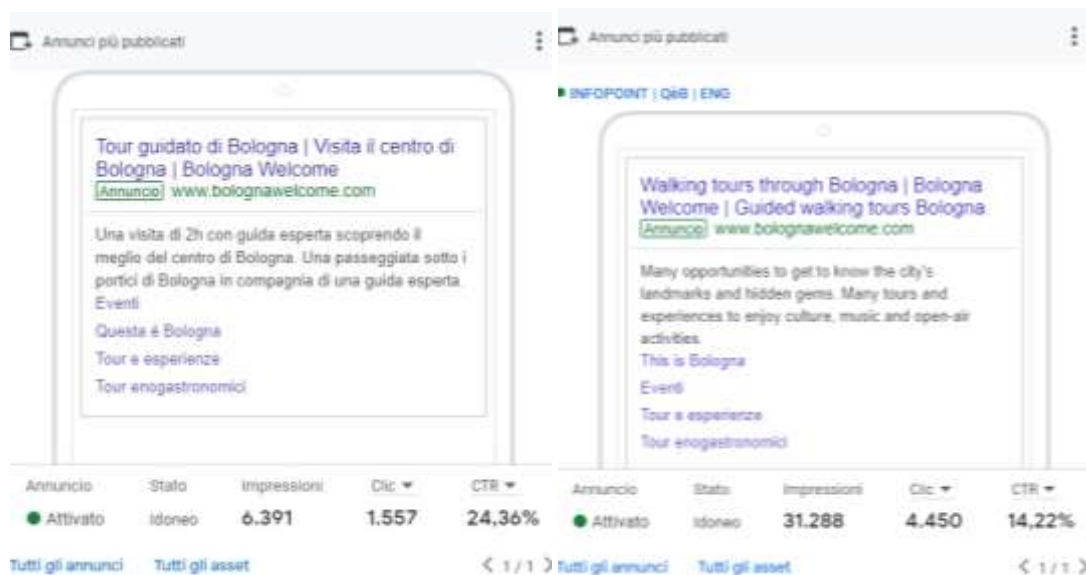 Annunci più pubblicati
Tour guidato di Bologna | Visita il centro di
Bologna | Bologna Welcome
Annuncio www.bolognawelcome.com
Una visita di 2h con guida esperta scoprendo il
meglio del centro di Bologna. Una passeggiata sotto i
portici di Bologna in compagnia di una guida esperta.
Eventi
Questa è Bologna
Tour e esperienze
Tour enogastronomici
Annuncio Stato Impressioni Clic CTR
Attivato Idoneo 6.391 1.557 24,36%
Tutti gli annunci Tutti gli asset 1 / 1
Annunci più pubblicati
INFOPOINT | QèB | ENG
Walking tours through Bologna | Bologna
Welcome | Guided walking tours Bologna
Annuncio www.bolognawelcome.com
Many opportunities to get to know the city's
landmarks and hidden gems. Many tours and
experiences to enjoy culture, music and open-air
activities.
This is Bologna
Eventi
Tour e esperienze
Tour enogastronomici
Annuncio Stato Impressioni Clic CTR
Attivato Idoneo 31.288 4.450 14,22%
Tutti gli annunci Tutti gli asset 1 / 1